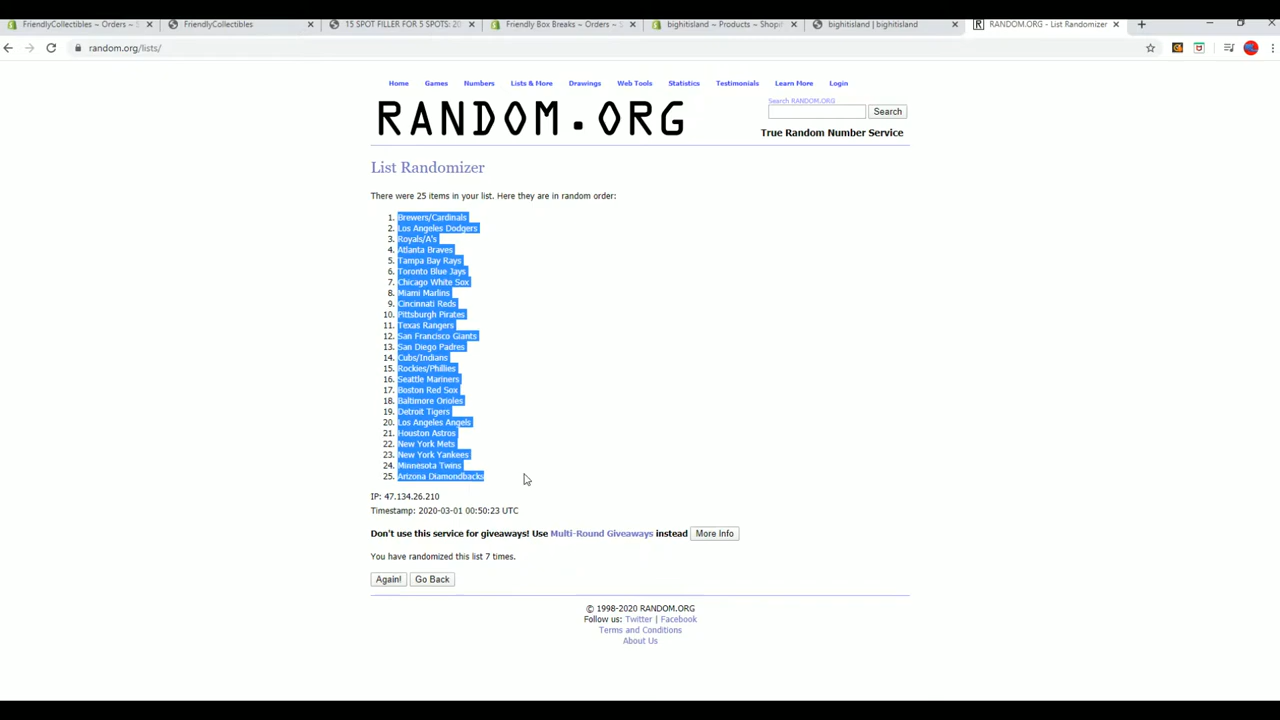 FriendlyCollectibles ~ Orders ~ S
FriendlyCollectibles
15 SPOT FILLER FOR 5 SPOTS: 20
Friendly Box Breaks ~ Orders ~ S
bighitisland ~ Products ~ Shopif
bighitisland | bighitisland
RANDOM.ORG - List Randomizer
random.org/lists/
Home Games Numbers Lists & More Drawings Web Tools Statistics Testimonials Learn More Login
RANDOM.ORG
Search RANDOM.ORG
Search
True Random Number Service
List Randomizer
There were 25 items in your list. Here they are in random order:
1. Brewers/Cardinals
2. Los Angeles Dodgers
3. Royals/A's
4. Atlanta Braves
5. Tampa Bay Rays
6. Toronto Blue Jays
7. Chicago White Sox
8. Miami Marlins
9. Cincinnati Reds
10. Pittsburgh Pirates
11. Texas Rangers
12. San Francisco Giants
13. San Diego Padres
14. Cubs/Indians
15. Rockies/Phillies
16. Seattle Mariners
17. Boston Red Sox
18. Baltimore Orioles
19. Detroit Tigers
20. Los Angeles Angels
21. Houston Astros
22. New York Mets
23. New York Yankees
24. Minnesota Twins
25. Arizona Diamondbacks
IP: 47.134.26.210
Timestamp: 2020-03-01 00:50:23 UTC
Don't use this service for giveaways! Use Multi-Round Giveaways instead More Info
You have randomized this list 7 times.
Again! Go Back
© 1998-2020 RANDOM.ORG
Follow us: Twitter | Facebook
Terms and Conditions
About Us